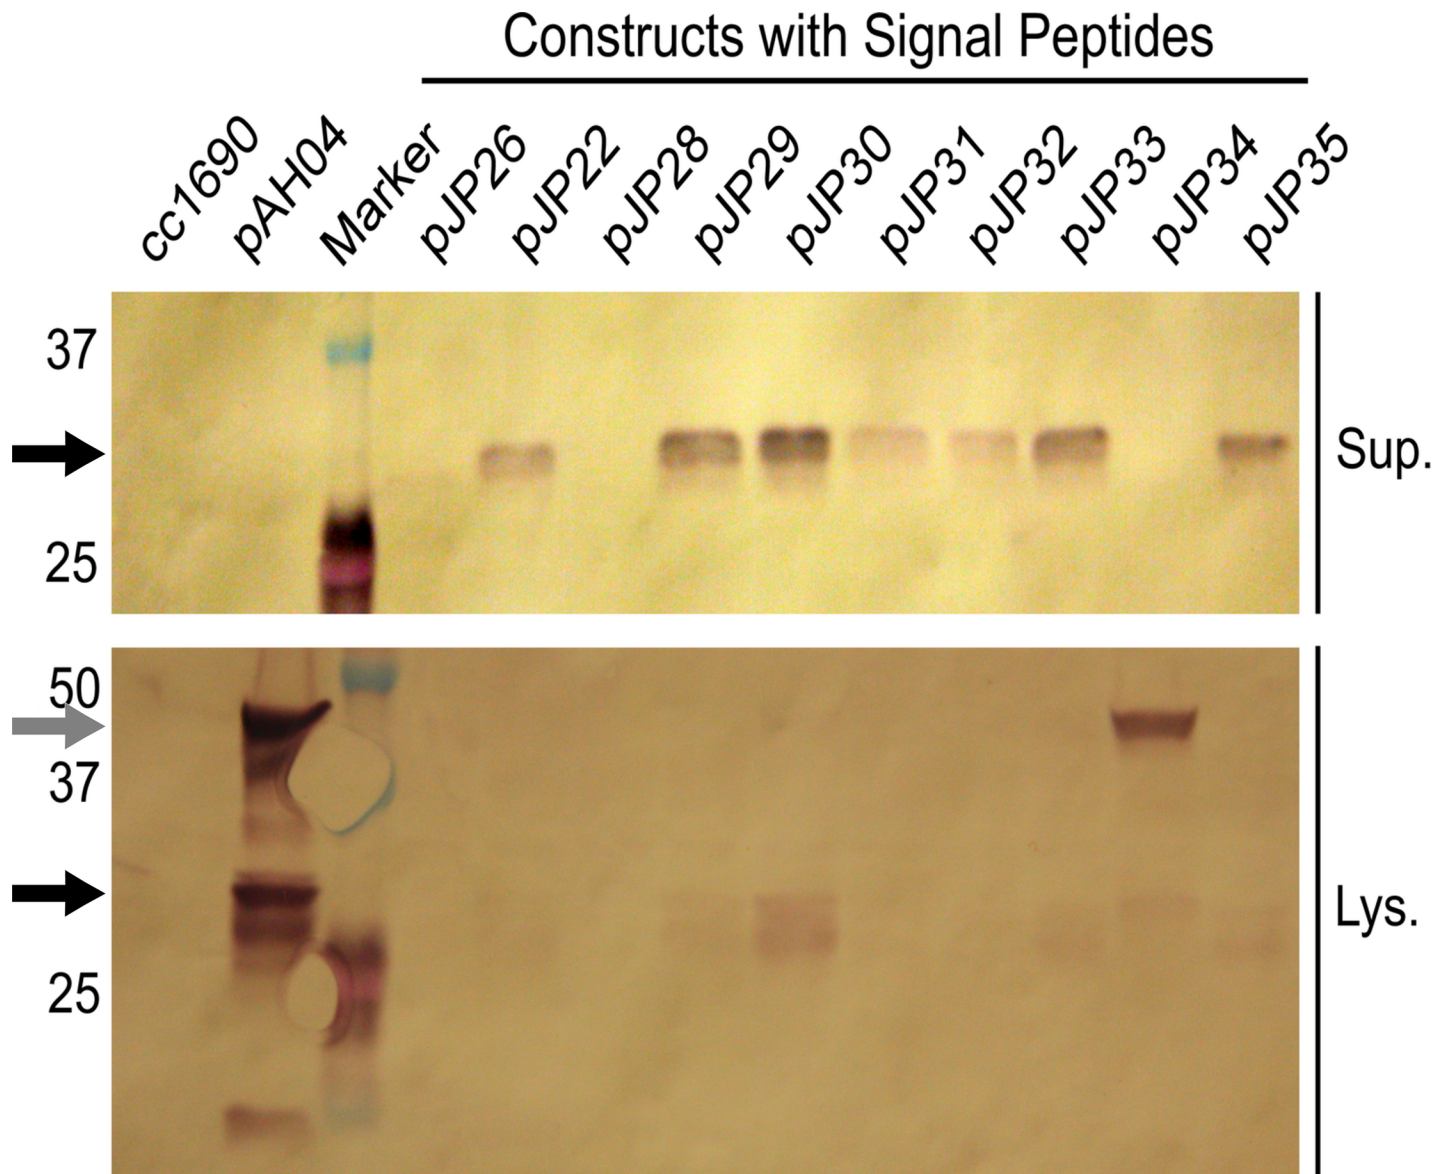 Constructs with Signal Peptides
cc1690 pAH04 Marker pJP26 pJP22 pJP28 pJP29 pJP30 pJP31 pJP32 pJP33 pJP34 pJP35
37
Sup.
25
50
37
Lys.
25